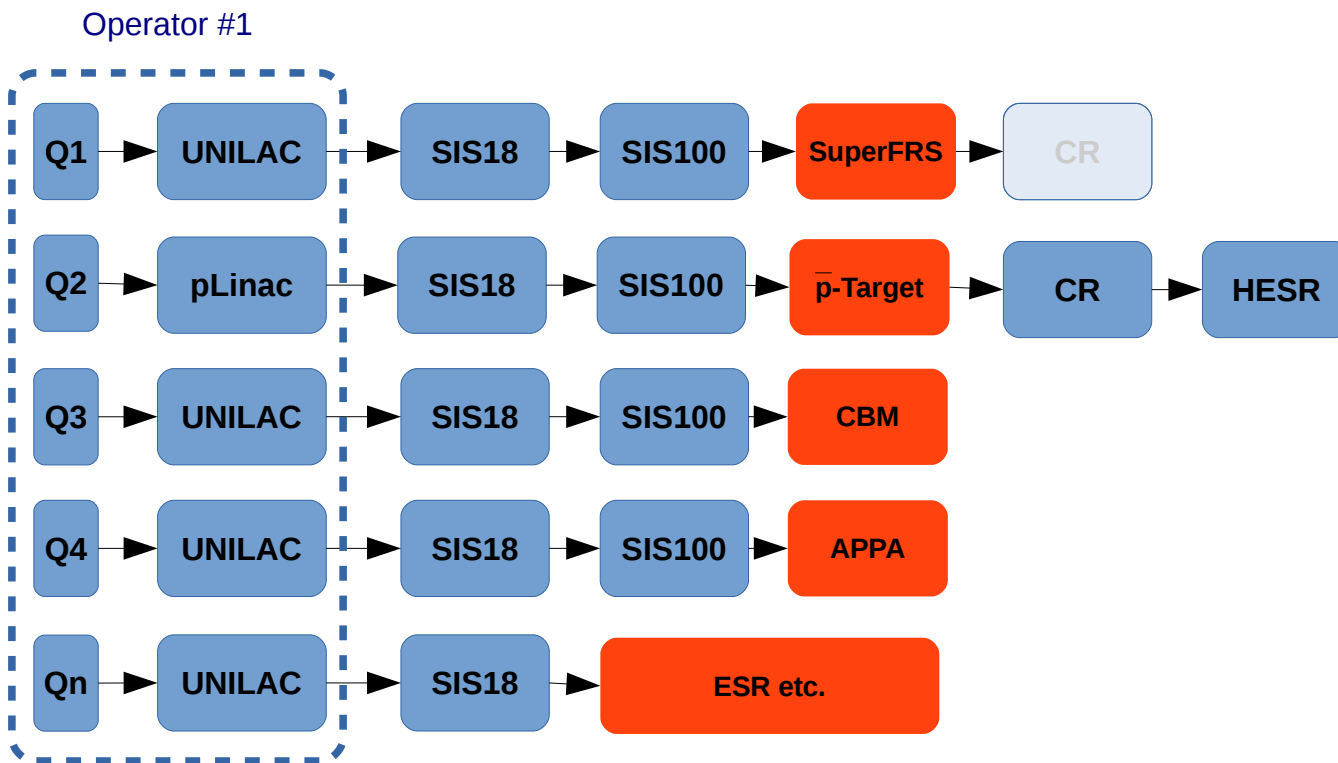 Operator #1
Q1 UNILAC SIS18 SIS100 SuperFRS CR
Q2 pLinac SIS18 SIS100 p̅-Target CR HESR
Q3 UNILAC SIS18 SIS100 CBM
Q4 UNILAC SIS18 SIS100 APPA
Qn UNILAC SIS18 ESR etc.